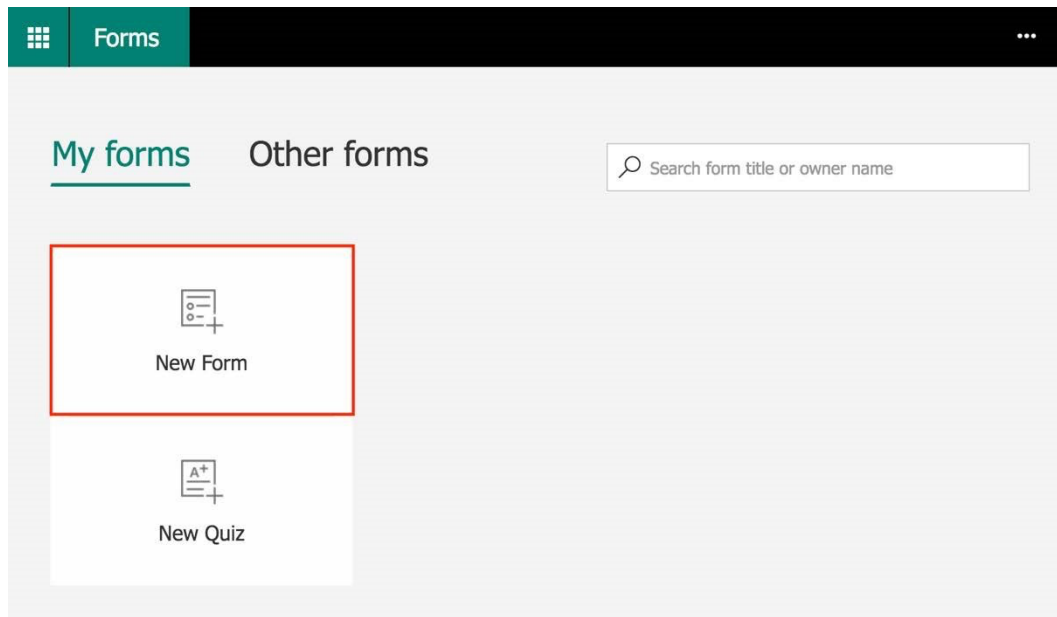 Forms
My forms Other forms
Search form title or owner name
New Form
A+
New Quiz